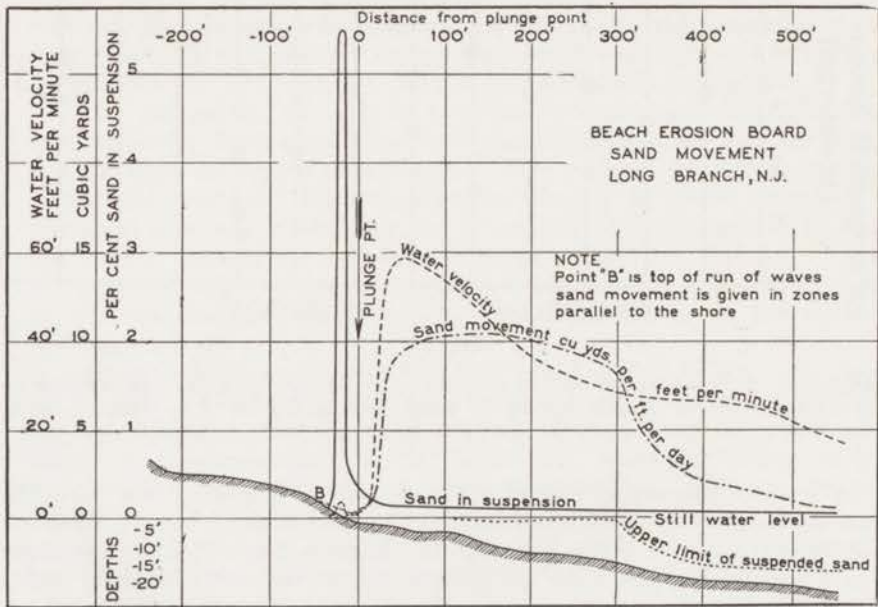 Distance from plunge point
-200' -100' 0' 100' 200' 300' 400' 500'
WATER VELOCITY
FEET PER MINUTE
CUBIC YARDS
PER CENT SAND IN SUSPENSION
5
4
60' 15 3
40' 10 2
20' 5 1
0' 0 0
DEPTHS
-5'
-10'
-15'
-20'
PLUNGE PT.
BEACH EROSION BOARD
SAND MOVEMENT
LONG BRANCH, N.J.
NOTE
Point "B" is top of run of waves
sand movement is given in zones
parallel to the shore
Water velocity
feet per minute
Sand movement cu yds. per ft per day
B
Sand in suspension
Still water level
Upper limit of suspended sand